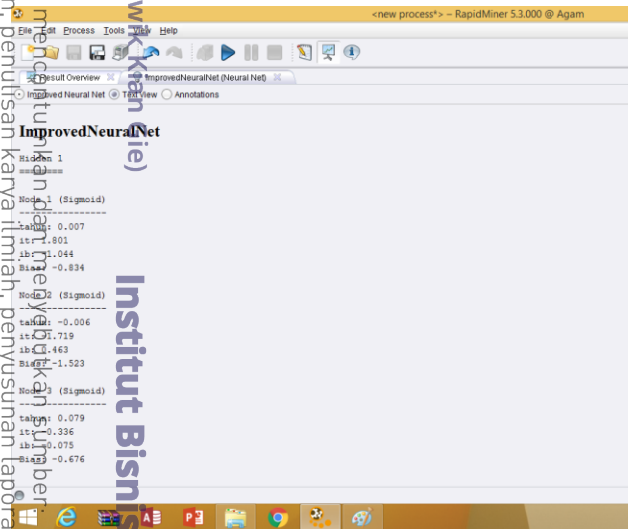 <new process*> – RapidMiner 5.3.000 @ Agam
File Edit Process Tools View Help
Result Overview
ImprovedNeuralNet (Neural Net)
Improved Neural Net Text View Annotations
ImprovedNeuralNet
Hidden 1
========
Node 1 (Sigmoid)
----------------
tahun: 0.007
it: 1.801
ib: -1.044
Bias: -0.834
Node 2 (Sigmoid)
----------------
tahun: -0.006
1.719
ib: 0.463
Bias: -1.523
Node 3 (Sigmoid)
----------------
tahun: 0.079
it: -0.336
ib: -0.075
Bias: -0.676
penulisan karya ilmiah, penyusunan
mencantumkan dan menyebutkan sumber.
Kian Gie)
Institut Bisnis